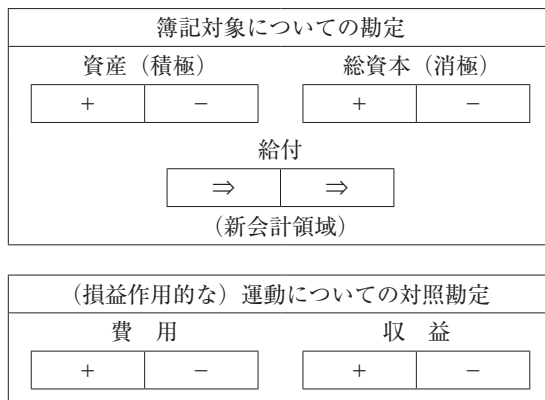 簿記対象についての勘定
資産（積極） 総資本（消極）
+ − + −
給付
⇒ ⇒
（新会計領域）
（損益作用的な）運動についての対照勘定
費　用 収　益
+ − + −